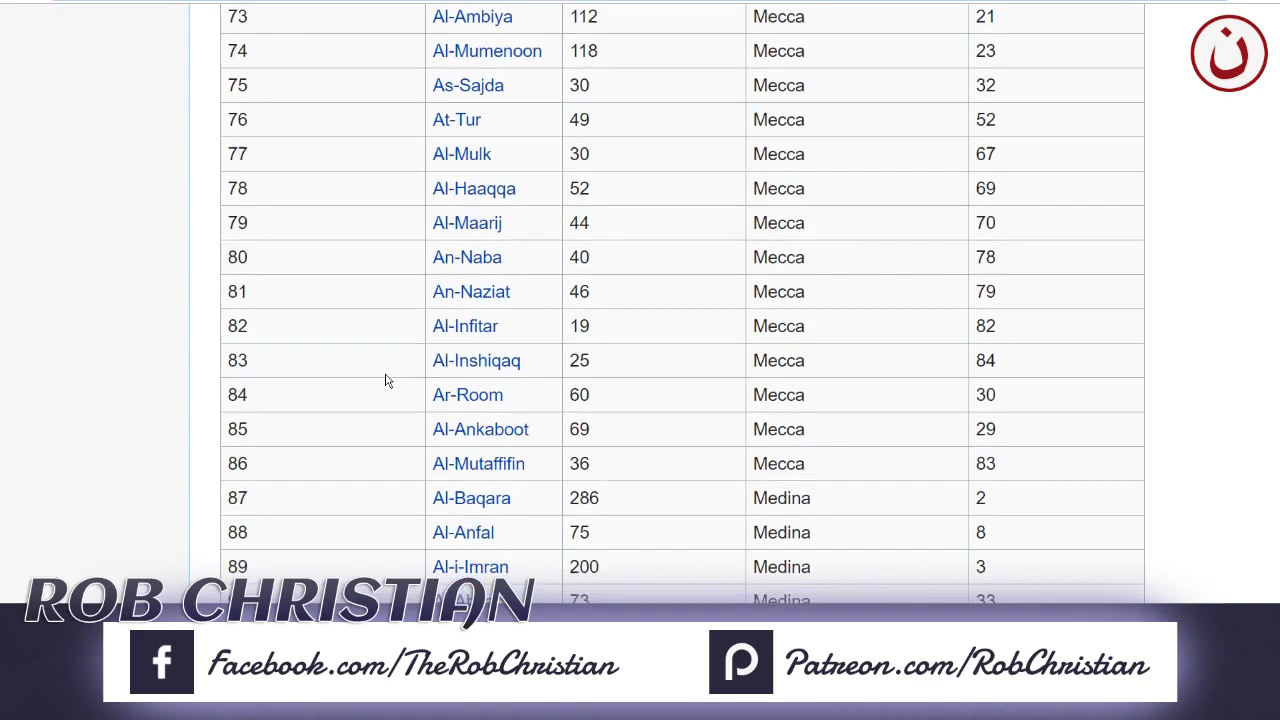 73 Al-Ambiya 112 Mecca 21
74 Al-Mumenoon 118 Mecca 23
75 As-Sajda 30 Mecca 32
76 At-Tur 49 Mecca 52
77 Al-Mulk 30 Mecca 67
78 Al-Haaqqa 52 Mecca 69
79 Al-Maarij 44 Mecca 70
80 An-Naba 40 Mecca 78
81 An-Naziat 46 Mecca 79
82 Al-Infitar 19 Mecca 82
83 Al-Inshiqaq 25 Mecca 84
84 Ar-Room 60 Mecca 30
85 Al-Ankaboot 69 Mecca 29
86 Al-Mutaffifin 36 Mecca 83
87 Al-Baqara 286 Medina 2
88 Al-Anfal 75 Medina 8
89 Al-i-Imran 200 Medina 3
73 Medina 33
ن
ROB CHRISTIAN
Facebook.com/TheRobChristian
Patreon.com/RobChristian